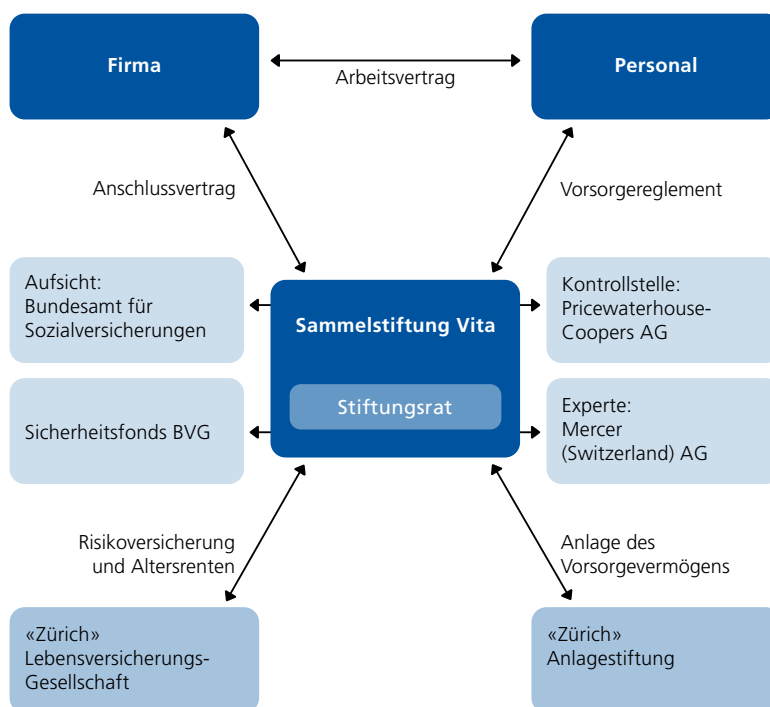 Firma
Arbeitsvertrag
Personal
Anschlussvertrag
Vorsorgereglement
Aufsicht:
Bundesamt für
Sozialversicherungen
Sammelstiftung Vita
Kontrollstelle:
Pricewaterhouse-
Coopers AG
Stiftungsrat
Sicherheitsfonds BVG
Experte:
Mercer
(Switzerland) AG
Risikoversicherung
und Altersrenten
Anlage des
Vorsorgevermögens
«Zürich»
Lebensversicherungs-
Gesellschaft
«Zürich»
Anlagestiftung